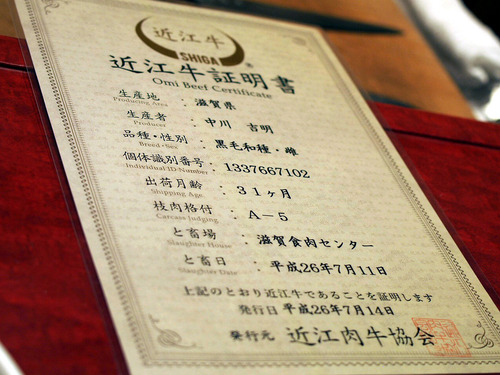 近江牛
SHIGA
®
近江牛証明書
Omi Beef Certificate
生産地 : 滋賀県
Producing Area
生産者 : 中川 吉明
Producer
品種・性別 : 黒毛和種・雌
Breed・Sex
個体識別番号 : 1337667102
Individual ID Number
出荷月齢 : 31ヶ月
Shipping Age
枝肉格付 : A-5
Carcass Judging
と畜場 : 滋賀食肉センター
Slaughter House
と畜日 : 平成26年7月11日
Slaughter Date
上記のとおり近江牛であることを証明します
発行日 平成26年7月14日
発行元 近江肉牛協会